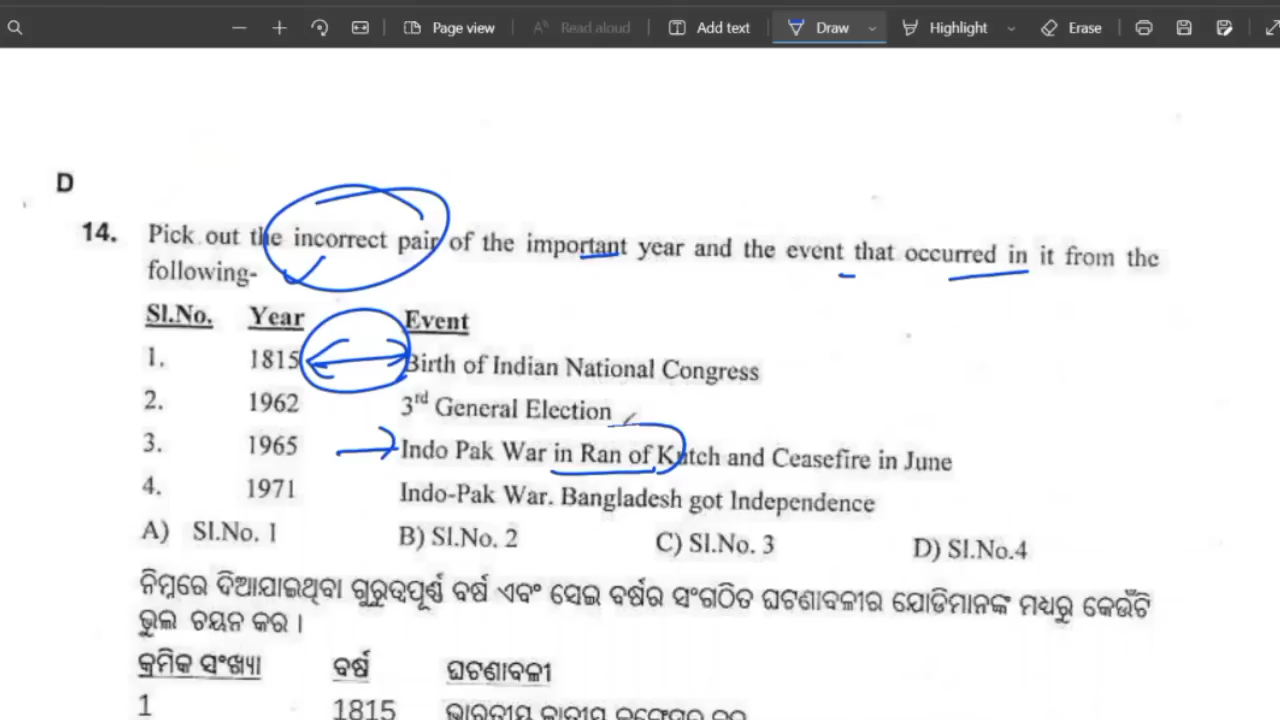 Page view
Read aloud
Add text
Draw
Highlight
Erase
D
14. Pick out the incorrect pair of the important year and the event that occurred in it from the
following-
Sl.No. Year Event
1. 1815 Birth of Indian National Congress
2. 1962 3rd General Election
3. 1965 Indo Pak War in Ran of Kutch and Ceasefire in June
4. 1971 Indo-Pak War. Bangladesh got Independence
A) Sl.No. 1 B) Sl.No. 2 C) Sl.No. 3 D) Sl.No.4
ନିମ୍ନରେ ଦିଆଯାଇଥିବା ଗୁରୁତ୍ୱପୂର୍ଣ୍ଣ ବର୍ଷ ଏବଂ ସେଇ ବର୍ଷର ସଂଗଠିତ ଘଟଣାବଳୀର ଯୋଡିମାନଙ୍କ ମଧ୍ୟରୁ କେଉଁଟି
ଭୁଲ ଚୟନ କର ।
କ୍ରମିକ ସଂଖ୍ୟା ବର୍ଷ ଘଟଣାବଳୀ
1 1815